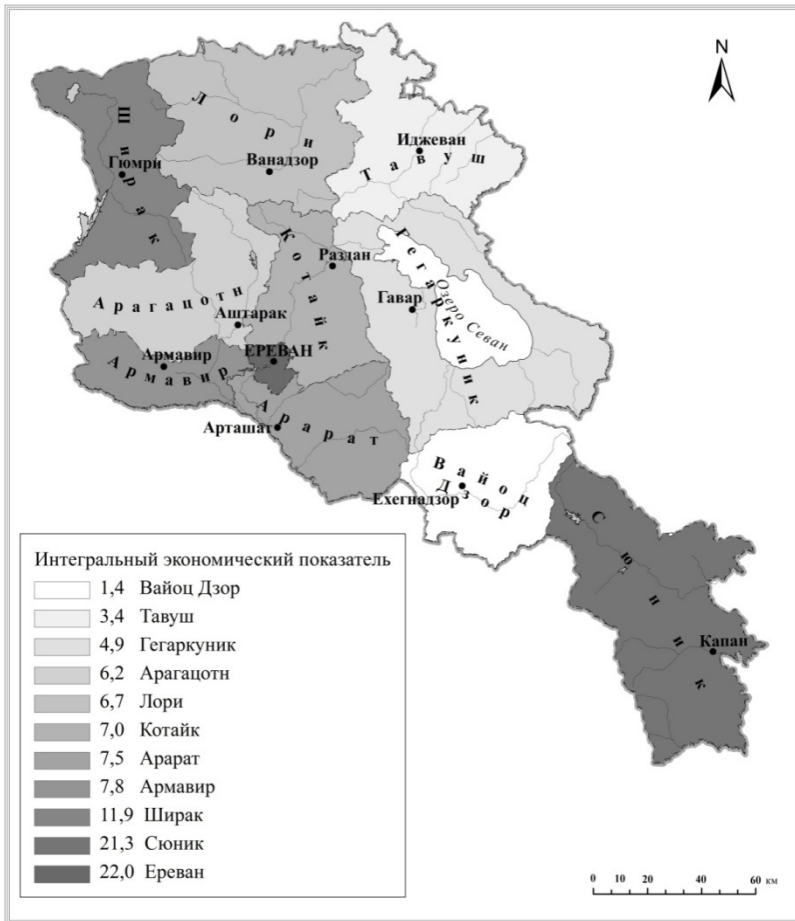 N
Ширак
Лори
Гюмри
Ванадзор
Иджеван
Тавуш
Котайк
Раздан
Гегаркуник
Озеро Севан
Гавар
Арагацотн
Аштарак
Армавир
ЕРЕВАН
Армавир
Арарат
Арташат
Вайоц
Дзор
Ехегнадзор
Сюник
Капан
Интегральный экономический показатель
1,4 Вайоц Дзор
3,4 Тавуш
4,9 Гегаркуник
6,2 Арагацотн
6,7 Лори
7,0 Котайк
7,5 Арарат
7,8 Армавир
11,9 Ширак
21,3 Сюник
22,0 Ереван
0 10 20 40 60 км